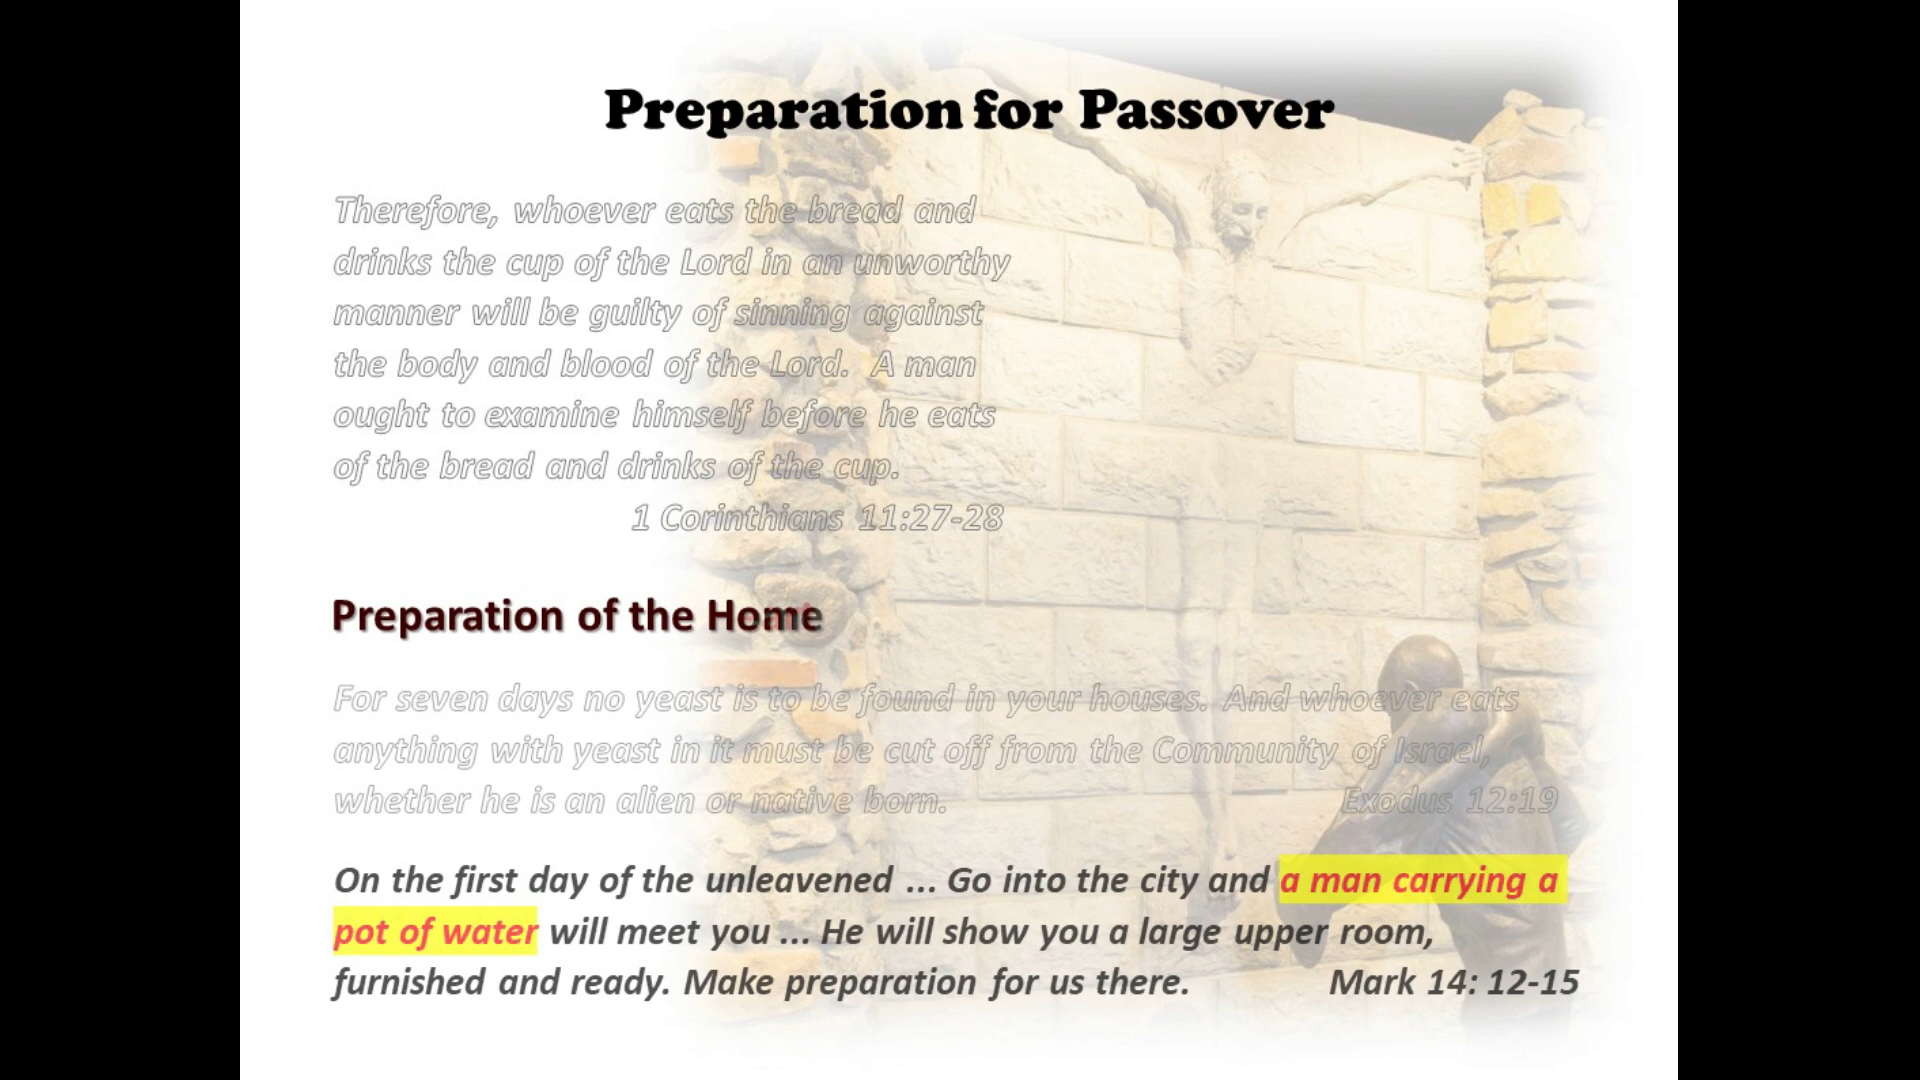 Preparation for Passover
Therefore, whoever eats the bread and
drinks the cup of the Lord in an unworthy
manner will be guilty of sinning against
the body and blood of the Lord. A man
ought to examine himself before he eats
of the bread and drinks of the cup.
1 Corinthians 11:27-28
Preparation of the Home
For seven days no yeast is to be found in your houses. And whoever eats
anything with yeast in it must be cut off from the Community of Israel,
whether he is an alien or native born. Exodus 12:19
On the first day of the unleavened ... Go into the city and a man carrying a
pot of water will meet you ... He will show you a large upper room,
furnished and ready. Make preparation for us there. Mark 14: 12-15